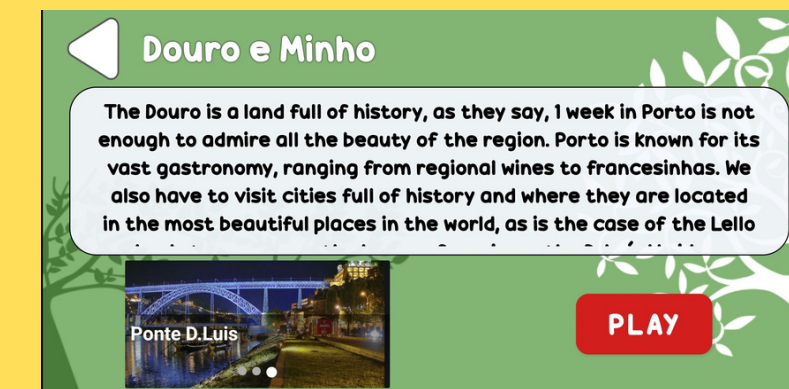 Douro e Minho
The Douro is a land full of history, as they say, 1 week in Porto is not
enough to admire all the beauty of the region. Porto is known for its
vast gastronomy, ranging from regional wines to francesinhas. We
also have to visit cities full of history and where they are located
in the most beautiful places in the world, as is the case of the Lello
Ponte D.Luis
PLAY